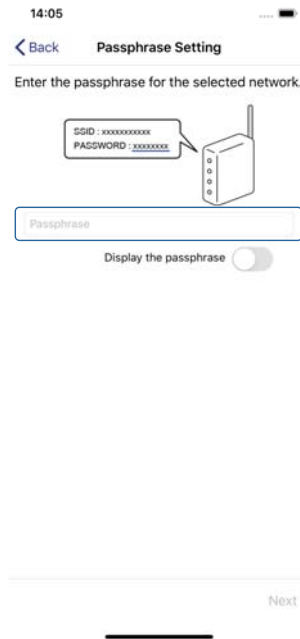 14:05
Back Passphrase Setting
Enter the passphrase for the selected network.
SSID : xxxxxxxxxxx
PASSWORD : xxxxxxxx
Passphrase
Display the passphrase
Next